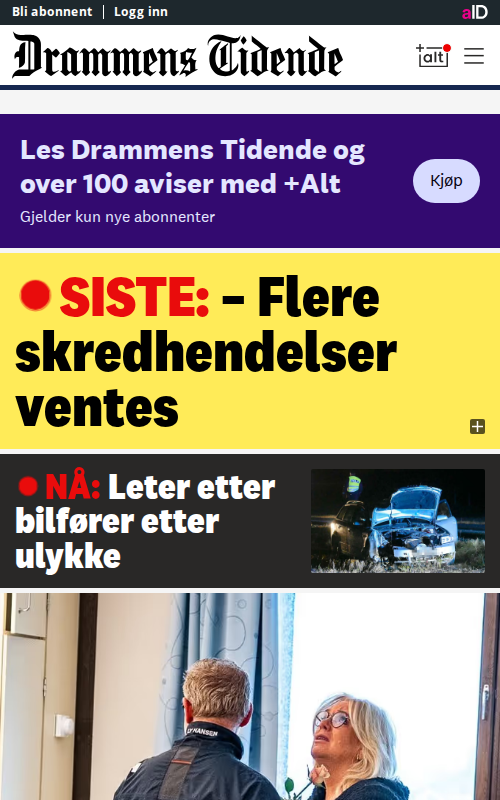 Bli abonnent
Logg inn
aID
Drammens Tidende
+alt
Les Drammens Tidende og
over 100 aviser med +Alt
Gjelder kun nye abonnenter
Kjøp
SISTE: – Flere
skredhendelser
ventes
NÅ: Leter etter
bilfører etter
ulykke
LY HANSEN